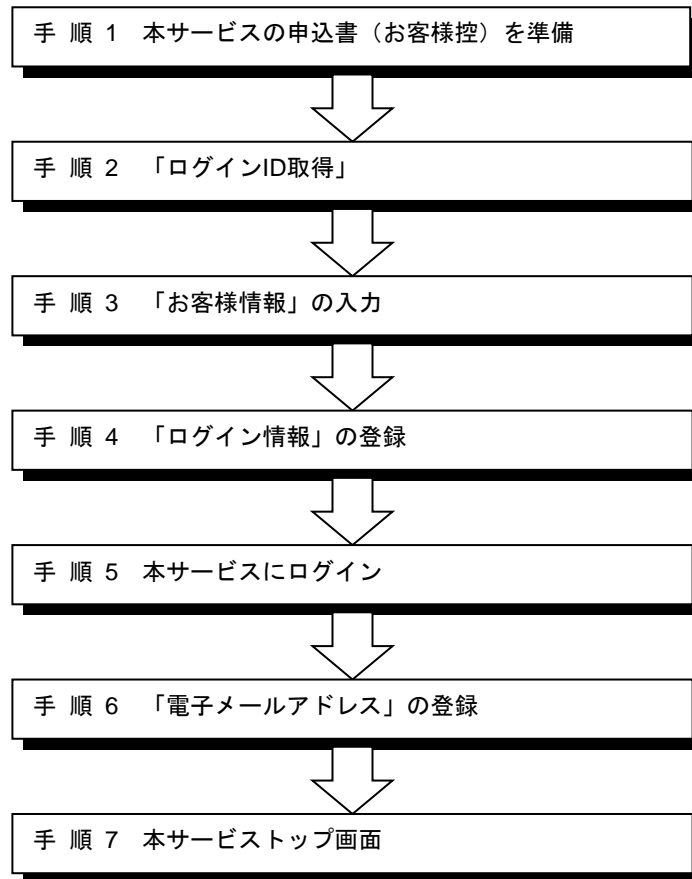 手 順 1　本サービスの申込書（お客様控）を準備
手 順 2　「ログインID取得」
手 順 3　「お客様情報」の入力
手 順 4　「ログイン情報」の登録
手 順 5　本サービスにログイン
手 順 6　「電子メールアドレス」の登録
手 順 7　本サービストップ画面